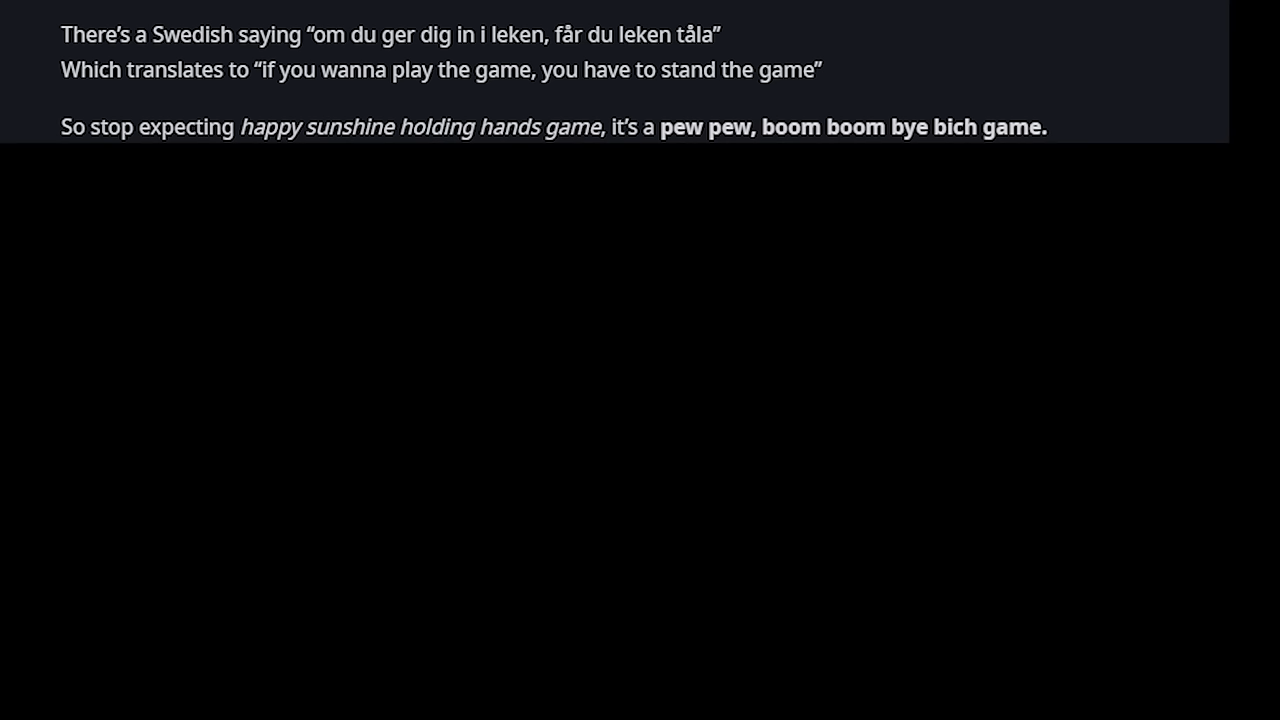 There’s a Swedish saying “om du ger dig in i leken, får du leken tåla”
Which translates to “if you wanna play the game, you have to stand the game”
So stop expecting happy sunshine holding hands game, it’s a pew pew, boom boom bye bich game.